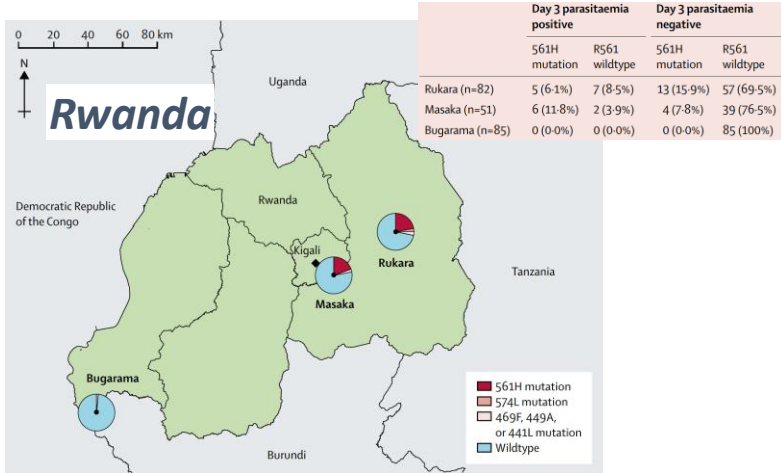 Day 3 parasitaemia positive
Day 3 parasitaemia negative
561H mutation
R561 wildtype
561H mutation
R561 wildtype
Rukara (n=82) 5 (6·1%) 7 (8·5%) 13 (15·9%) 57 (69·5%)
Masaka (n=51) 6 (11·8%) 2 (3·9%) 4 (7·8%) 39 (76·5%)
Bugarama (n=85) 0 (0·0%) 0 (0·0%) 0 (0·0%) 85 (100%)
0 20 40 60 80 km
N
Rwanda
Uganda
Democratic Republic
of the Congo
Rwanda
Kigali
Rukara
Masaka
Tanzania
Bugarama
Burundi
561H mutation
574L mutation
469F, 449A,
or 441L mutation
Wildtype